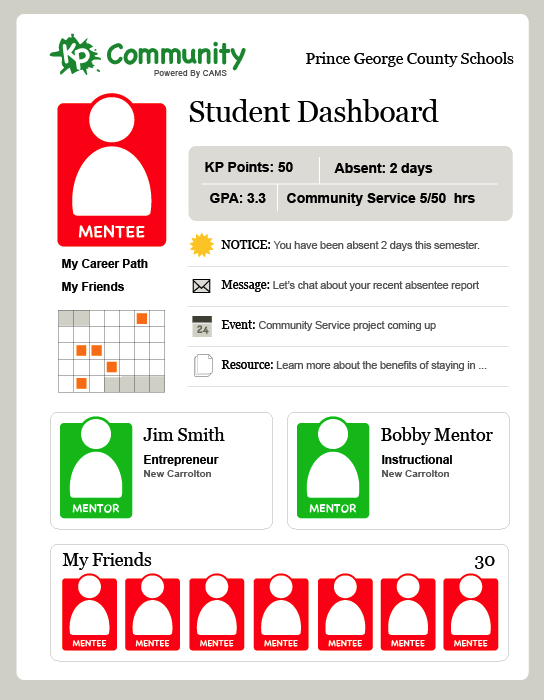 KP Community
Powered By CAMS
Prince George County Schools
Student Dashboard
MENTEE
KP Points: 50
Absent: 2 days
GPA: 3.3
Community Service 5/50 hrs
My Career Path
My Friends
NOTICE: You have been absent 2 days this semester.
Message: Let's chat about your recent absentee report
24
Event: Community Service project coming up
Resource: Learn more about the benefits of staying in ...
Jim Smith
Entrepreneur
New Carrolton
MENTOR
Bobby Mentor
Instructional
New Carrolton
MENTOR
My Friends
30
MENTEE
MENTEE
MENTEE
MENTEE
MENTEE
MENTEE
MENTEE